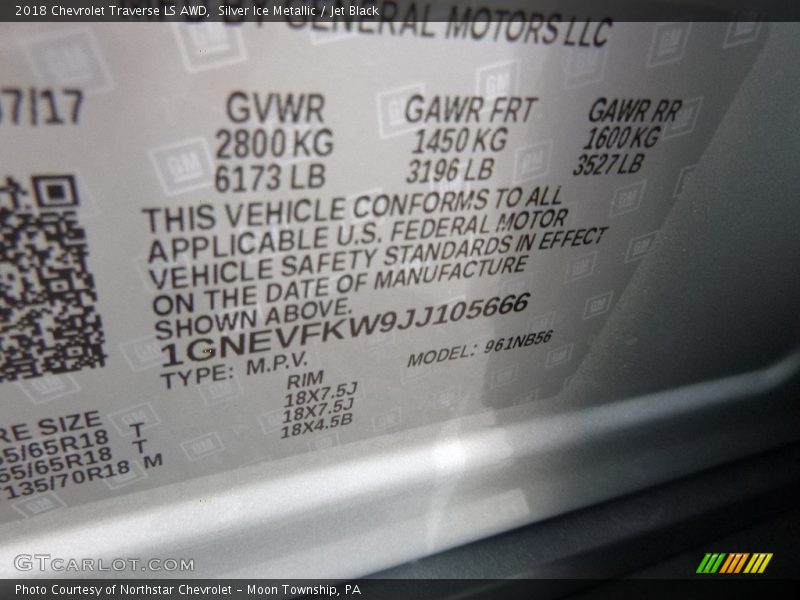 2018 Chevrolet Traverse LS AWD, Silver Ice Metallic / Jet Black
GENERAL MOTORS LLC
7/17
GVWR GAWR FRT GAWR RR
2800 KG 1450 KG 1600 KG
6173 LB 3196 LB 3527 LB
THIS VEHICLE CONFORMS TO ALL
APPLICABLE U.S. FEDERAL MOTOR
VEHICLE SAFETY STANDARDS IN EFFECT
ON THE DATE OF MANUFACTURE
SHOWN ABOVE.
1GNEVFKW9JJ105666
TYPE: M.P.V. MODEL: 961NB56
RE SIZE RIM
55/65R18 T 18X7.5J
55/65R18 T 18X7.5J
T135/70R18 M 18X4.5B
GTCARLOT.COM
Photo Courtesy of Northstar Chevrolet - Moon Township, PA